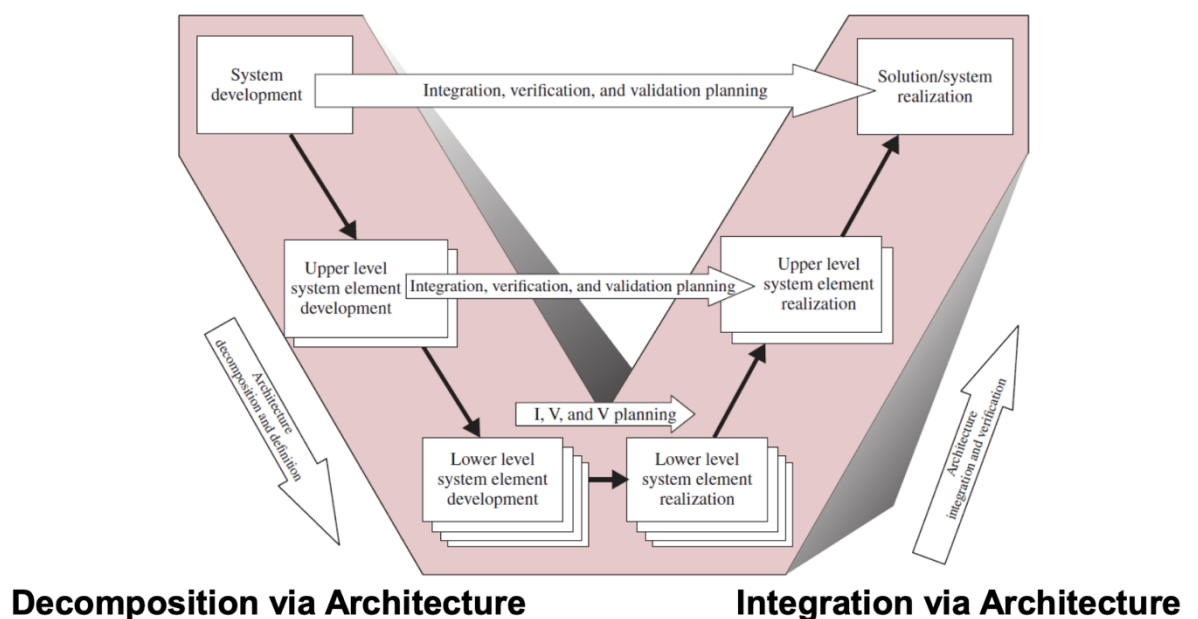 System
development
Integration, verification, and validation planning
Solution/system
realization
Upper level
system element
development
Integration, verification, and validation planning
Upper level
system element
realization
Architecture
decomposition and definition
I, V, and V planning
Lower level
system element
development
Lower level
system element
realization
Architecture
integration and verification
Decomposition via Architecture
Integration via Architecture